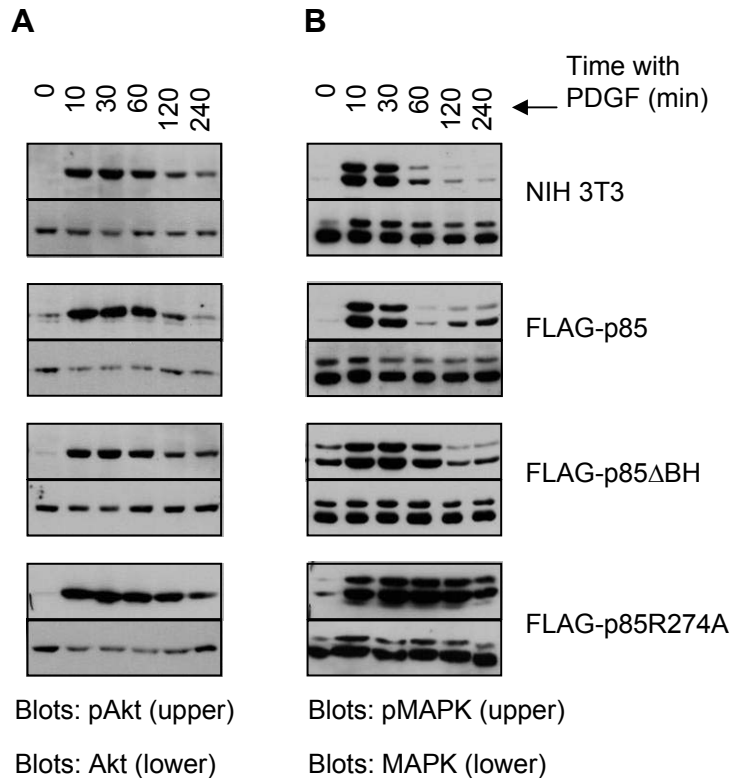 A
B
0 10 30 60 120 240
0 10 30 60 120 240
Time with
PDGF (min)
NIH 3T3
FLAG-p85
FLAG-p85ΔBH
FLAG-p85R274A
Blots: pAkt (upper)
Blots: pMAPK (upper)
Blots: Akt (lower)
Blots: MAPK (lower)